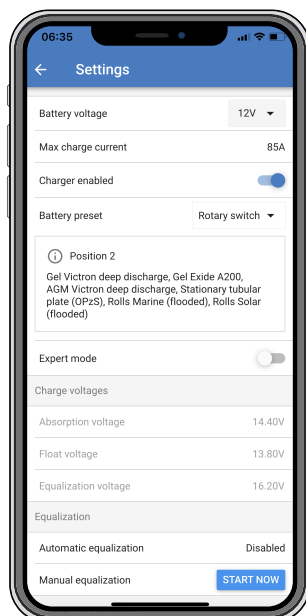 06:35
Settings
Battery voltage 12V
Max charge current 85A
Charger enabled
Battery preset Rotary switch
Position 2
Gel Victron deep discharge, Gel Exide A200,
AGM Victron deep discharge, Stationary tubular
plate (OPzS), Rolls Marine (flooded), Rolls Solar
(flooded)
Expert mode
Charge voltages
Absorption voltage 14.40V
Float voltage 13.80V
Equalization voltage 16.20V
Equalization
Automatic equalization Disabled
Manual equalization START NOW